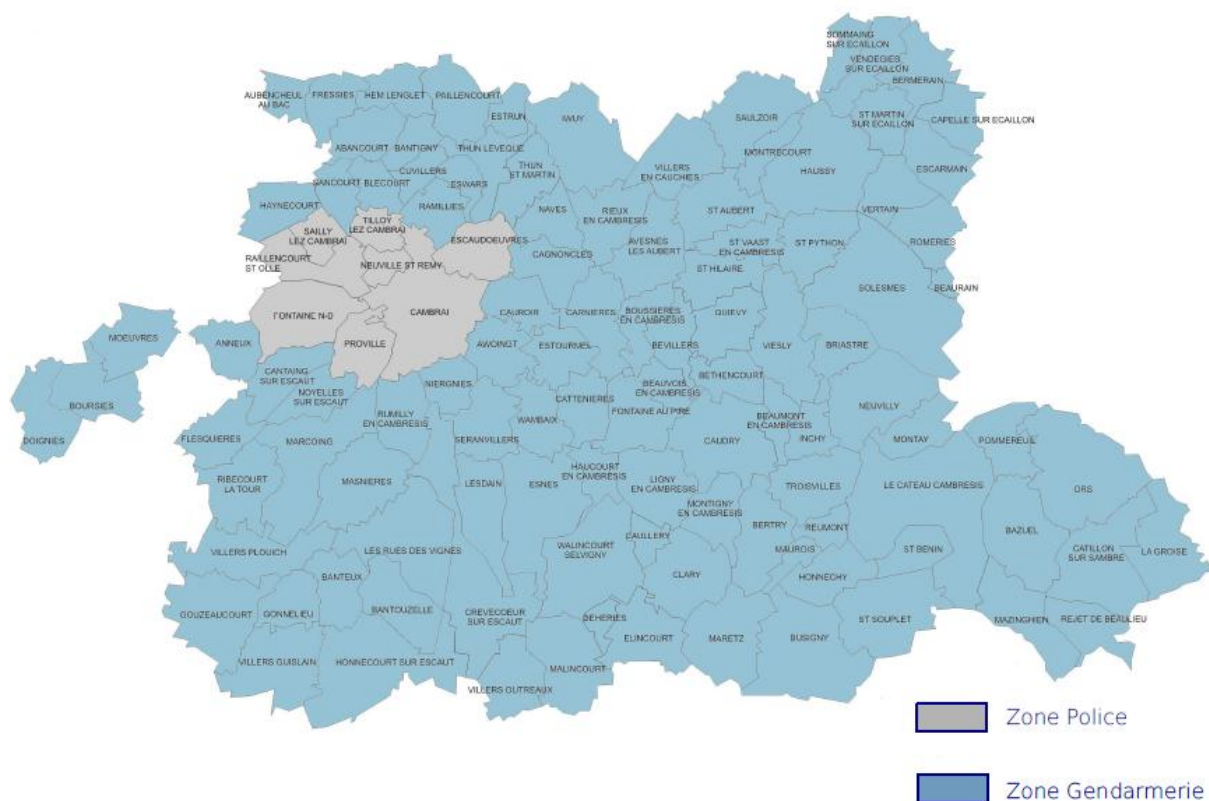 SOMMAING
SUR ECAILLON
VENDEGIES
SUR ECAILLON
BERMERAIN
AUBENCHEUL
AU BAC
FRESSIES
HEM LENGLET
PAILLENCOURT
ESTRUN
IWUY
SAULZOIR
ST MARTIN
SUR ECAILLON
CAPELLE SUR ECAILLON
ABANCOURT
BANTIGNY
THUN LEVEQUE
MONTRECOURT
CUVILLERS
THUN
ST MARTIN
VILLERS
EN CAUCHIES
HAUSSY
ESCARMAIN
SANCOURT
BLECOURT
ESWARS
HAYNECOURT
RAMILLIES
NAVES
RIEUX
EN CAMBRESIS
ST AUBERT
VERTAIN
SAILLY
LEZ CAMBRAI
TILLOY
LEZ CAMBRAI
ESCAUDOEUVRES
AVESNES
LES AUBERT
ST VAAST
EN CAMBRESIS
ST PYTHON
ROMERIES
RAILLENCOURT
ST OLLE
NEUVILLE ST REMY
CAGNONCLES
ST HILAIRE
SOLESMES
BEAURAIN
FONTAINE N-D
CAMBRAI
CAUROIR
CARNIERES
BOUSSIERES
EN CAMBRESIS
QUIEVY
MOEUVRES
ANNEUX
PROVILLE
AWOINGT
ESTOURMEL
BEVILLERS
VIESLY
BRIASTRE
CANTAING
SUR ESCAUT
NOYELLES
SUR ESCAUT
NIERGNIES
BEAUVOIS
EN CAMBRESIS
BETHENCOURT
BOURSIES
CATTENIERES
FONTAINE AU PIRE
NEUVILLY
RUMILLY
EN CAMBRESIS
WAMBAIX
BEAUMONT
EN CAMBRESIS
DOIGNIES
FLESQUIERES
MARCOING
SERANVILLERS
CAUDRY
INCHY
MONTAY
POMMEREUIL
RIBECOURT
LA TOUR
MASNIERES
LESDAIN
ESNES
HAUCOURT
EN CAMBRESIS
LIGNY
EN CAMBRESIS
TROISVILLES
LE CATEAU CAMBRESIS
ORS
MONTIGNY
EN CAMBRESIS
BERTRY
REUMONT
BAZUEL
VILLERS PLOUICH
LES RUES DES VIGNES
WALINCOURT
SELVIGNY
CAULLERY
MAUROIS
ST BENIN
CATILLON
SUR SAMBRE
LA GROISE
BANTEUX
CLARY
HONNECHY
GOUZEAUCOURT
GONNELIEU
BANTOUZELLE
CREVECOEUR
SUR ESCAUT
DEHERIES
ELINCOURT
MARETZ
BUSIGNY
ST SOUPLET
MAZINGHIEN
REJET DE BEAULIEU
VILLERS GUISLAIN
HONNECOURT SUR ESCAUT
MALINCOURT
VILLERS OUTREAUX
Zone Police
Zone Gendarmerie